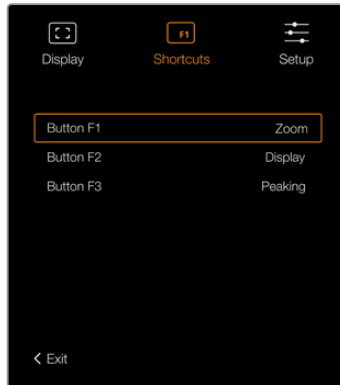 F1
Display Shortcuts Setup
Button F1 Zoom
Button F2 Display
Button F3 Peaking
Exit